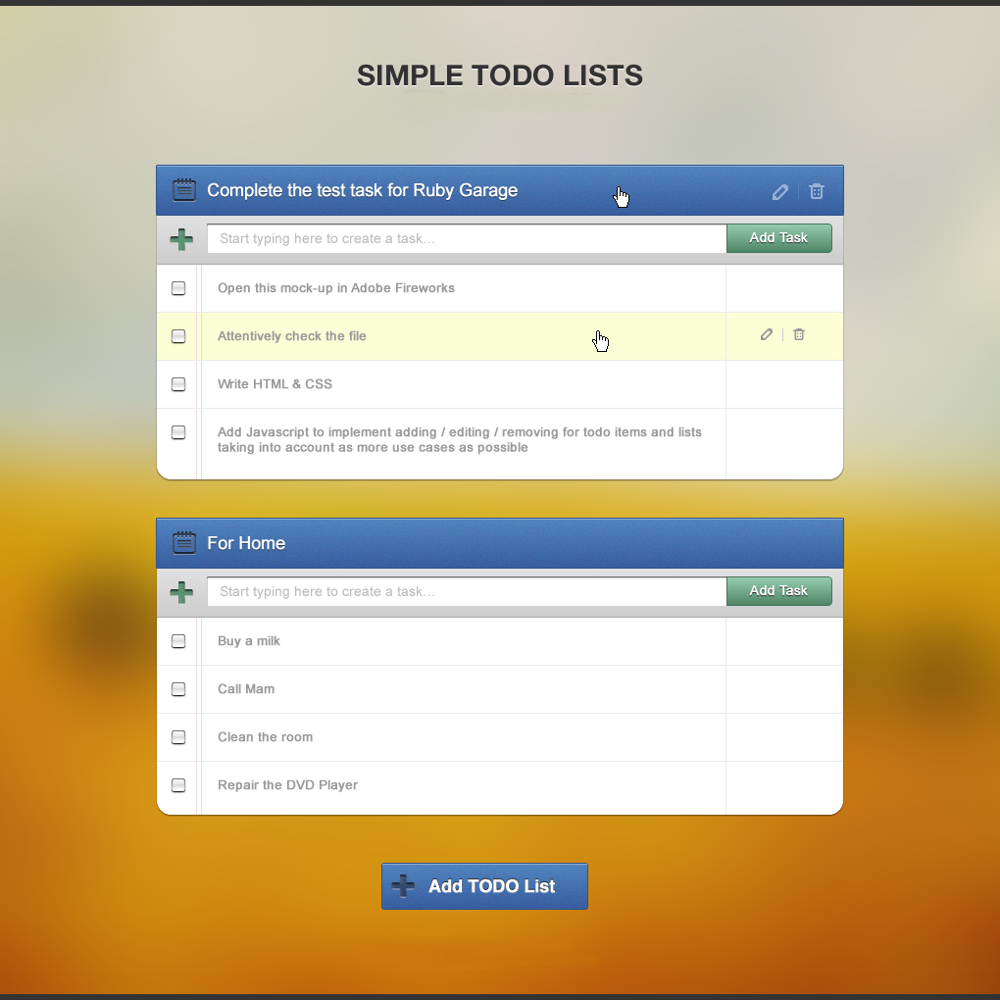 SIMPLE TODO LISTS
Complete the test task for Ruby Garage
Start typing here to create a task...
Add Task
Open this mock-up in Adobe Fireworks
Attentively check the file
Write HTML & CSS
Add Javascript to implement adding / editing / removing for todo items and lists
taking into account as more use cases as possible
For Home
Start typing here to create a task...
Add Task
Buy a milk
Call Mam
Clean the room
Repair the DVD Player
Add TODO List